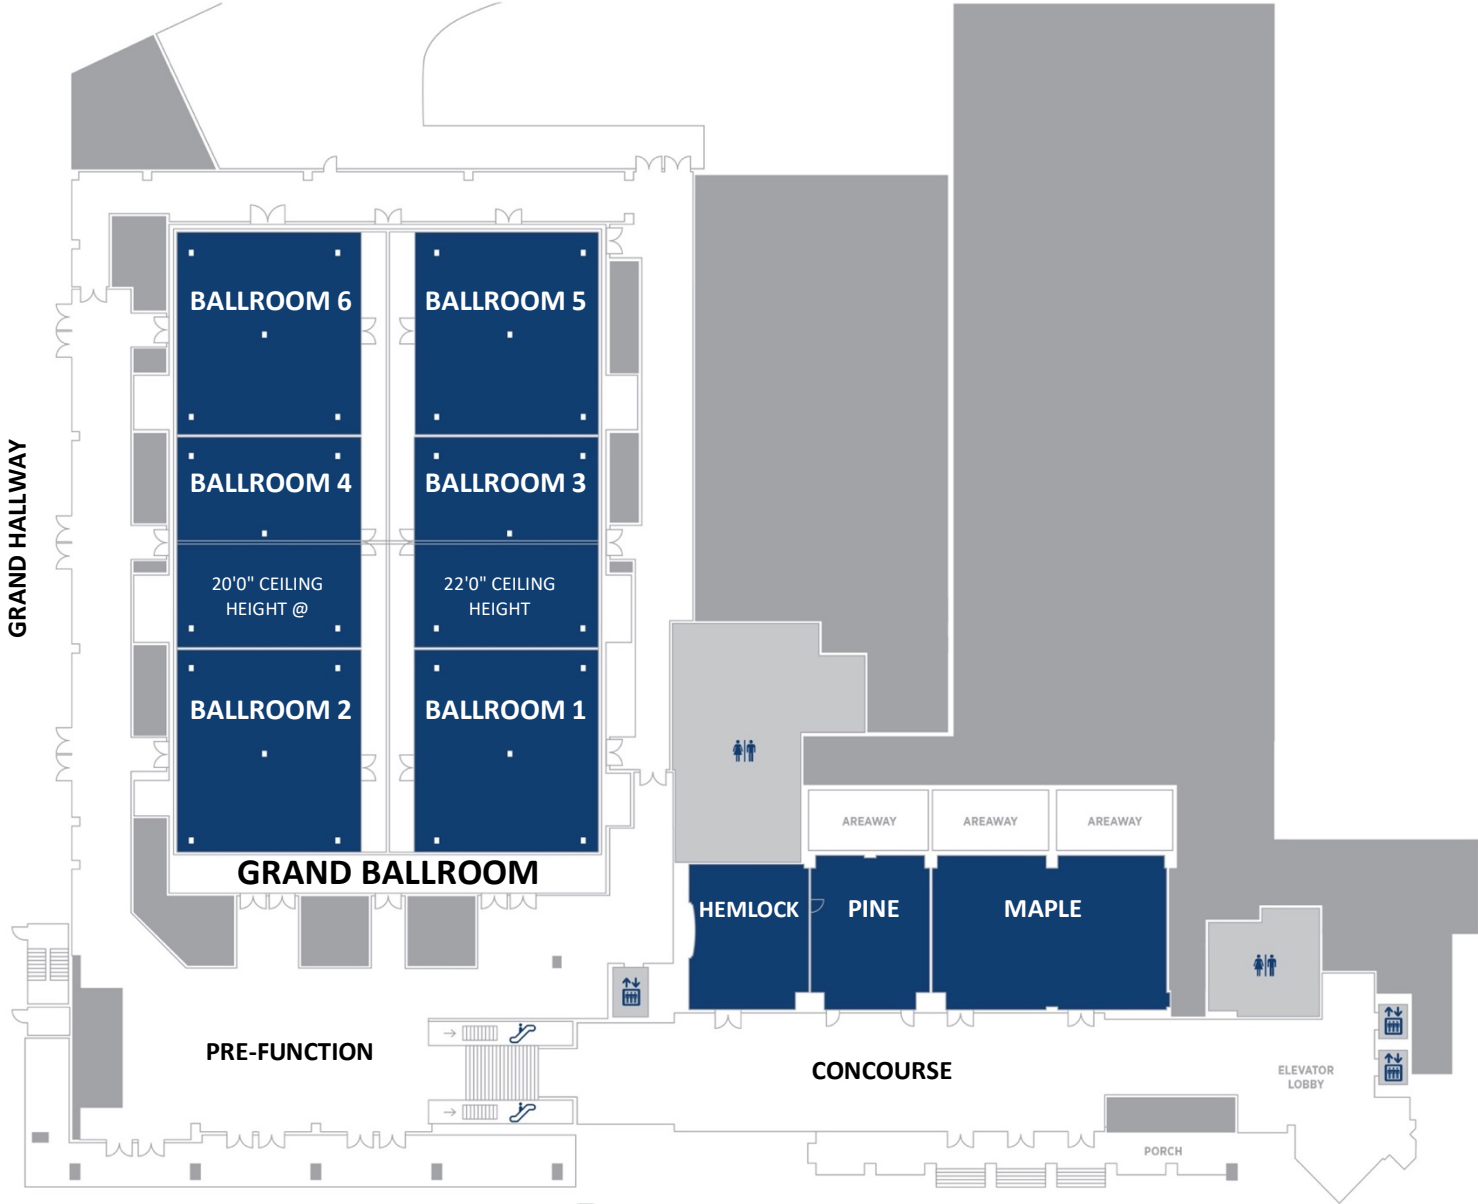 BALLROOM 6
BALLROOM 5
GRAND HALLWAY
BALLROOM 4
BALLROOM 3
20'0" CEILING
HEIGHT @
22'0" CEILING
HEIGHT
BALLROOM 2
BALLROOM 1
GRAND BALLROOM
AREAWAY
AREAWAY
AREAWAY
HEMLOCK
PINE
MAPLE
PRE-FUNCTION
CONCOURSE
ELEVATOR
LOBBY
PORCH